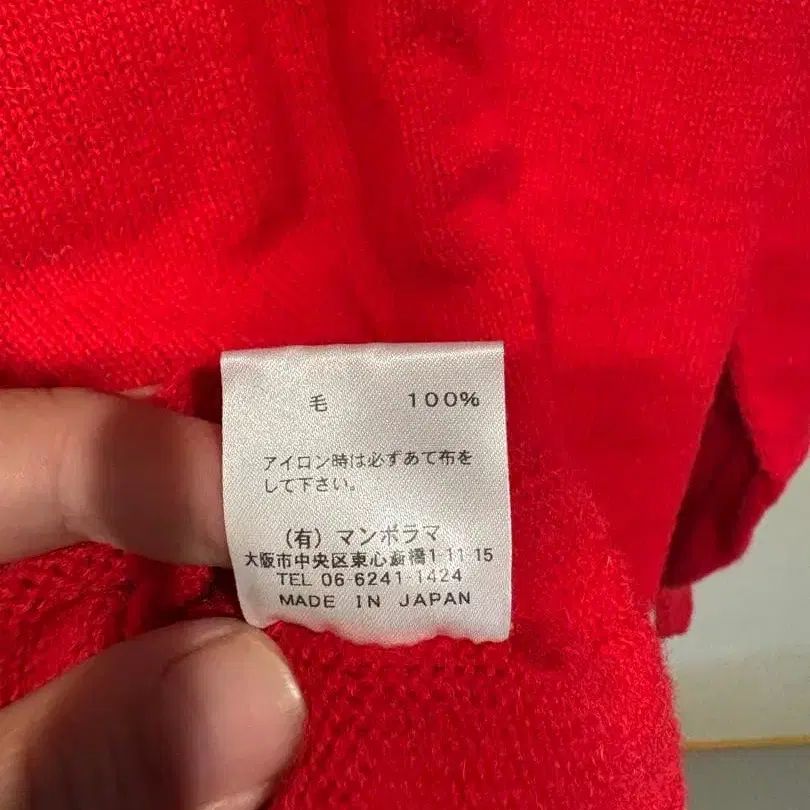 毛 100%
アイロン時は必ずあて布を
して下さい。
(有) マンボラマ
大阪市中央区東心斎橋1-11-15
TEL 06-6241-1424
MADE IN JAPAN